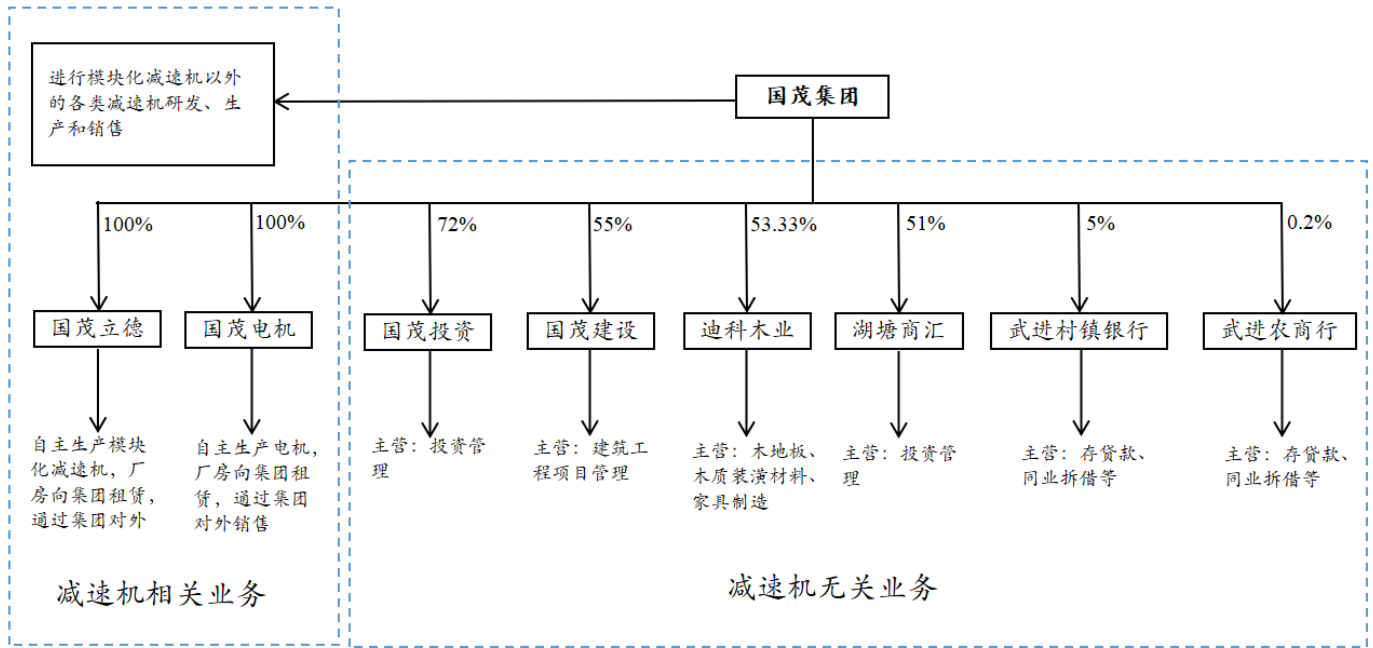 进行模块化减速机以外
的各类减速机研发、生
产和销售
国茂集团
100%
100%
72%
55%
53.33%
51%
5%
0.2%
国茂立德
国茂电机
国茂投资
国茂建设
迪科木业
湖塘商汇
武进村镇银行
武进农商行
自主生产模块
化减速机，厂
房向集团租赁，
通过集团对外
自主生产电机，
厂房向集团租
赁，通过集团
对外销售
主营：投资管
理
主营：建筑工
程项目管理
主营：木地板、
木质装潢材料、
家具制造
主营：投资管
理
主营：存贷款、
同业拆借等
主营：存贷款、
同业拆借等
减速机相关业务
减速机无关业务